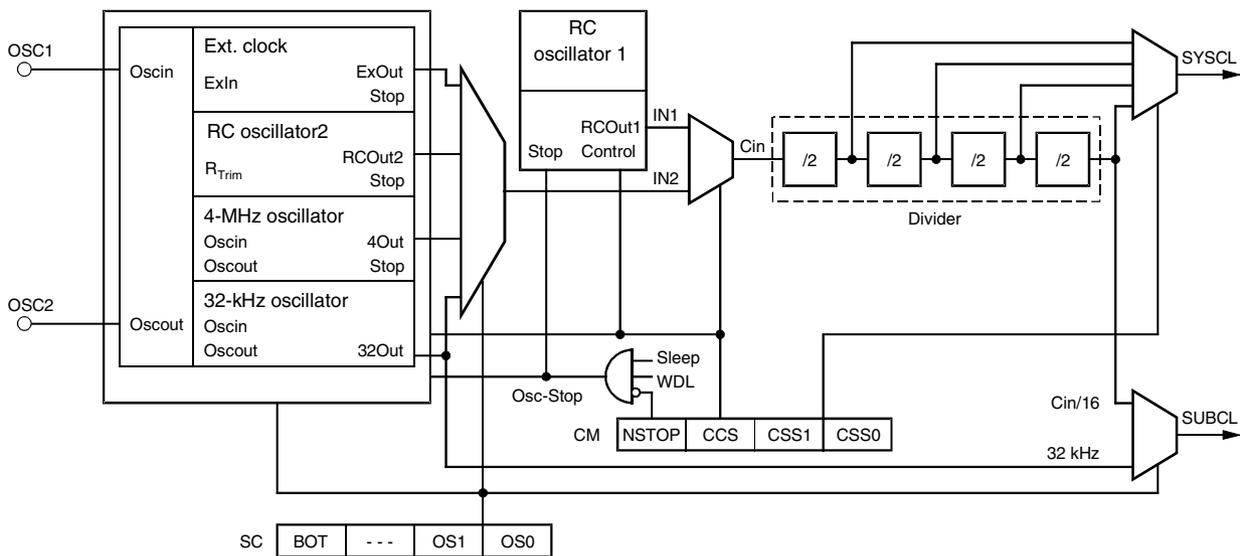 OSC1
Oscin
Ext. clock
ExIn
ExOut
Stop
RC oscillator2
RTrim
RCOut2
Stop
4-MHz oscillator
Oscin
Oscout
4Out
Stop
OSC2
Oscout
32-kHz oscillator
Oscin
Oscout
32Out
RC
oscillator 1
RCOut1
Stop Control
IN1
IN2
Cin
/2
/2
/2
/2
Divider
SYSCL
Sleep
WDL
Osc-Stop
CM
NSTOP
CCS
CSS1
CSS0
Cin/16
32 kHz
SUBCL
SC
BOT
- - -
OS1
OS0